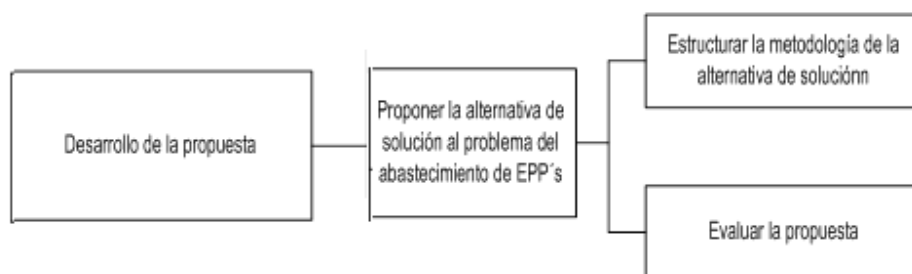 Desarrollo de la propuesta
Proponer la alternativa de
solución al problema del
abastecimiento de EPP´s
Estructurar la metodología de la
alternativa de soluciónn
Evaluar la propuesta